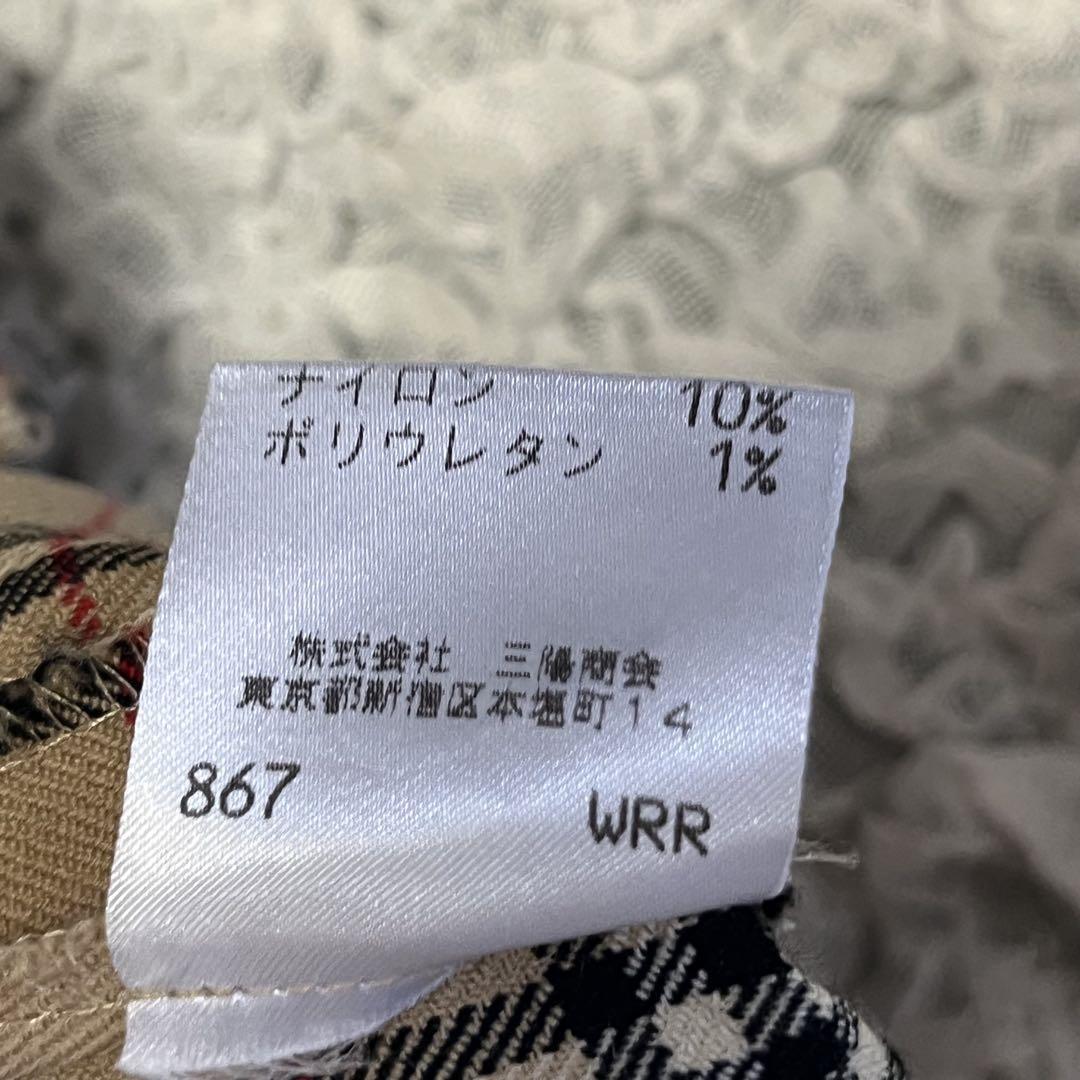 ナイロン 10%
ポリウレタン 1%
株式会社 三陽商会
東京都新宿区本塩町14
867 WRR